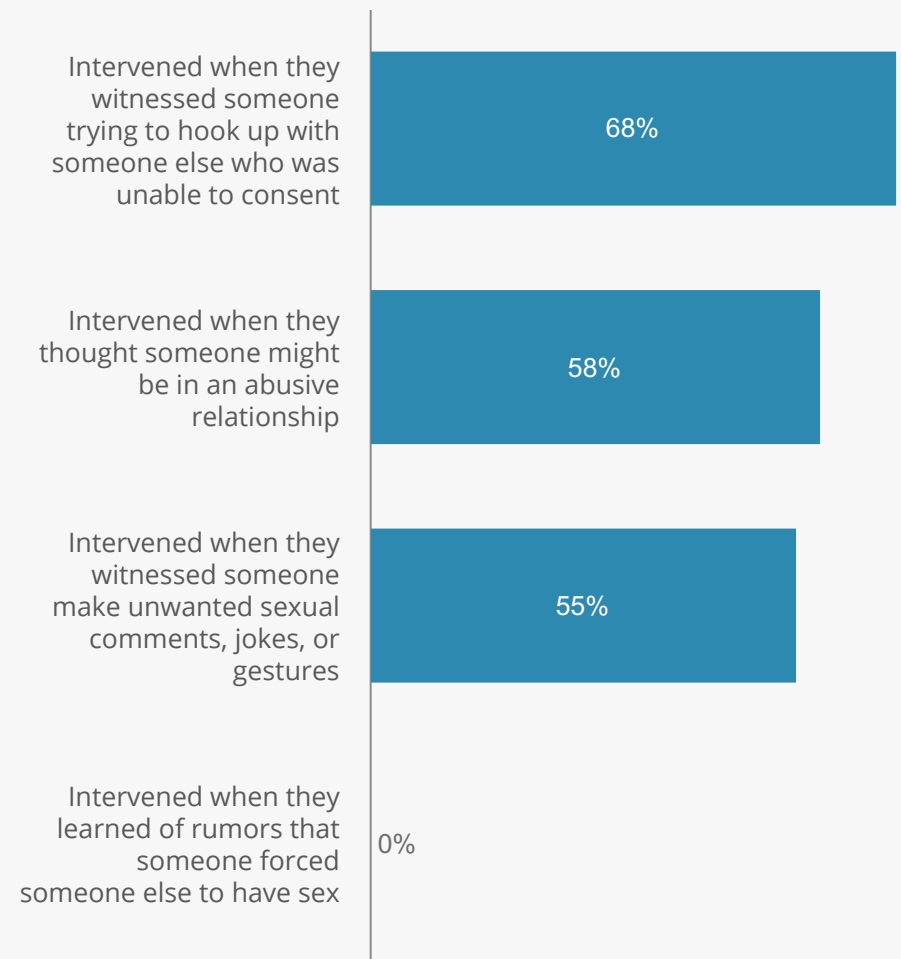 Intervened when they
witnessed someone
trying to hook up with
someone else who was
unable to consent
68%
Intervened when they
thought someone might
be in an abusive
relationship
58%
Intervened when they
witnessed someone
make unwanted sexual
comments, jokes, or
gestures
55%
Intervened when they
learned of rumors that
someone forced
someone else to have sex
0%